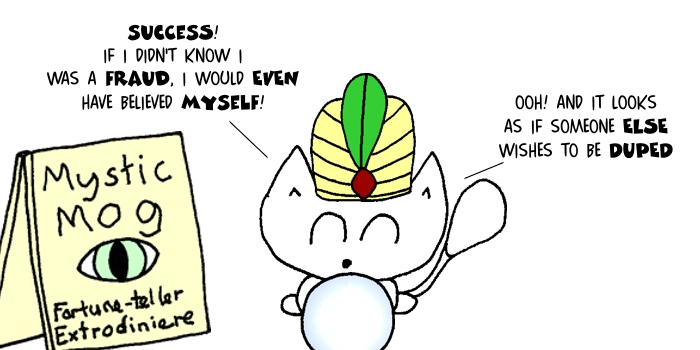 SUCCESS!
IF I DIDN'T KNOW I
WAS A FRAUD, I WOULD EVEN
HAVE BELIEVED MYSELF!
OOH! AND IT LOOKS
AS IF SOMEONE ELSE
WISHES TO BE DUPED
Mystic
Mog
Fortune-teller
Extrodiniere